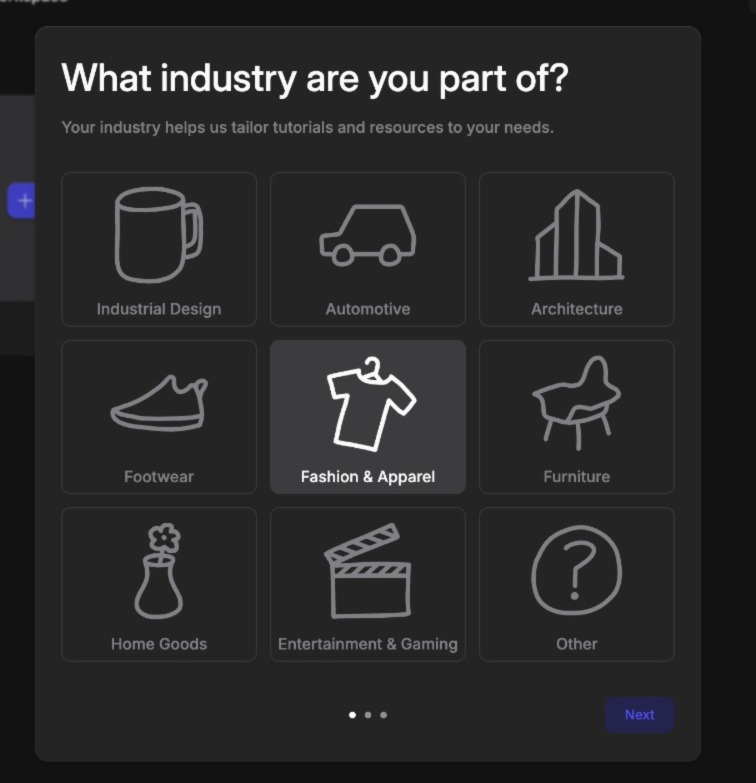 What industry are you part of?
Your industry helps us tailor tutorials and resources to your needs.
Industrial Design
Automotive
Architecture
Footwear
Fashion & Apparel
Furniture
Home Goods
Entertainment & Gaming
Other
Next